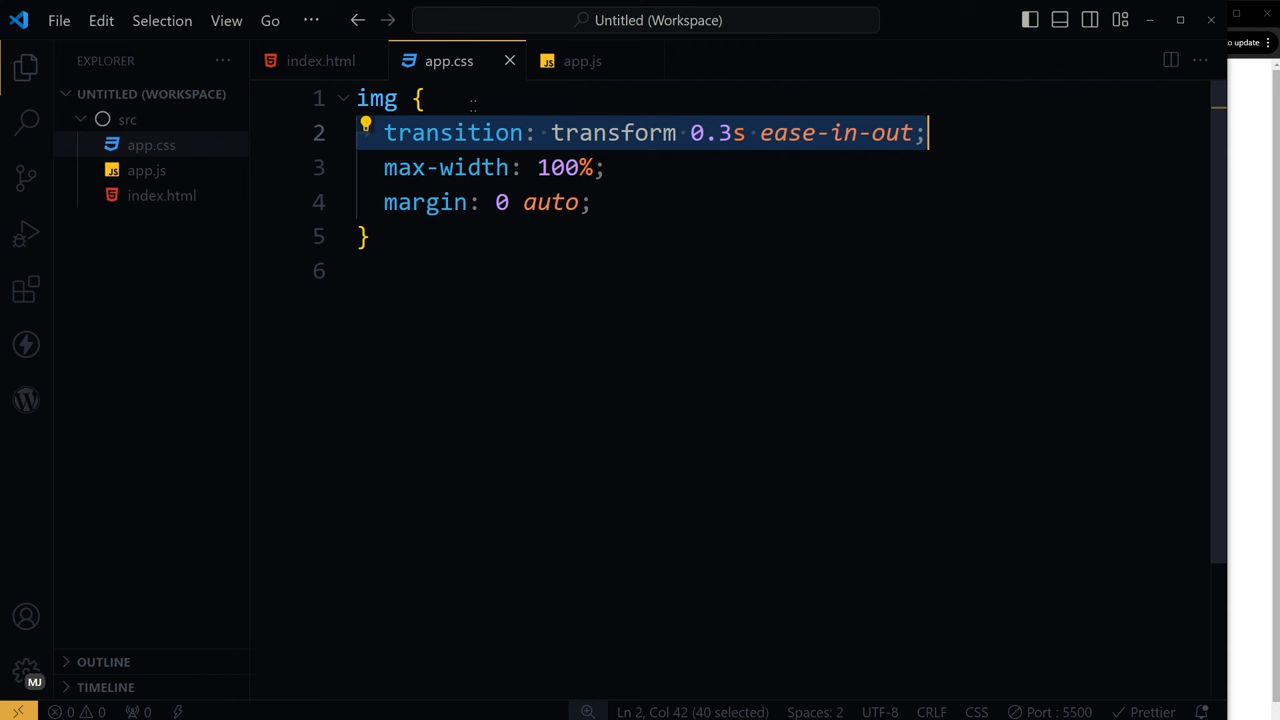 File Edit Selection View Go ··· Untitled (Workspace)
o update
EXPLORER ···
index.html app.css app.js ···
UNTITLED (WORKSPACE)
src
app.css
app.js
index.html
1 img {
2 transition: transform 0.3s ease-in-out;
3 max-width: 100%;
4 margin: 0 auto;
5 }
6
OUTLINE
TIMELINE
MJ
0 0 0 Ln 2, Col 42 (40 selected) Spaces: 2 UTF-8 CRLF CSS Port : 5500 Prettier